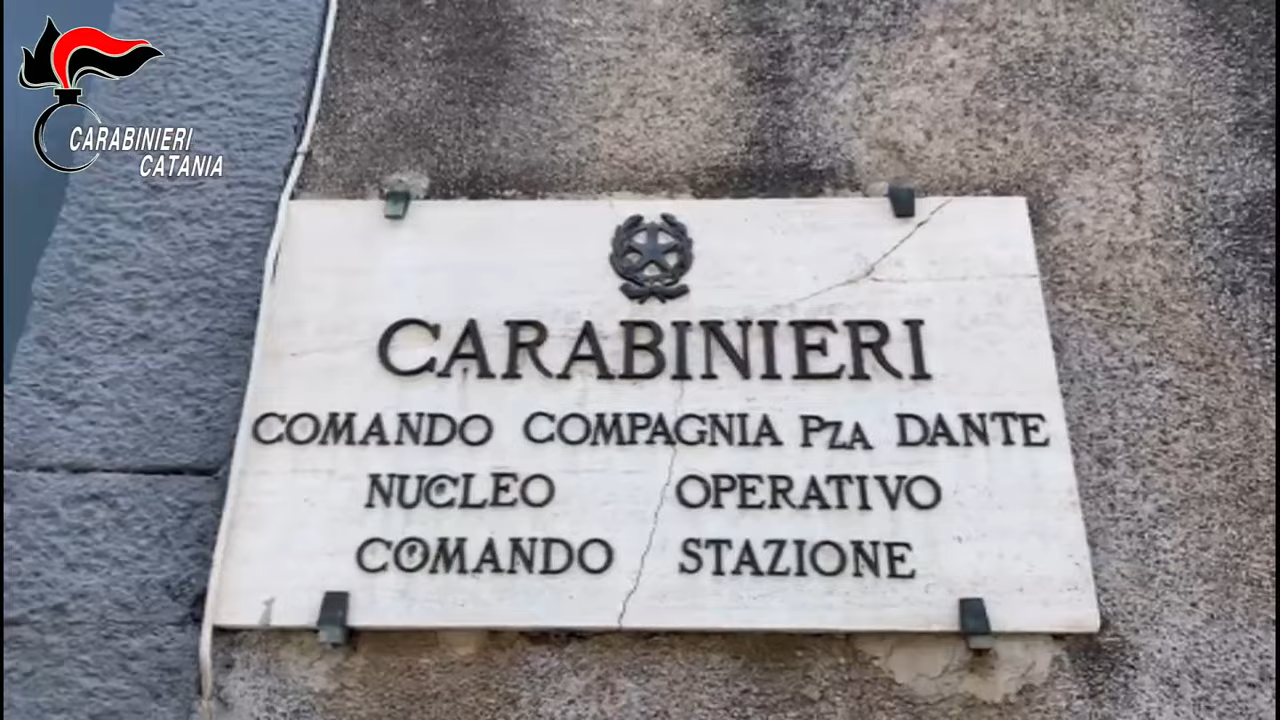 CARABINIERI
CATANIA
CARABINIERI
COMANDO COMPAGNIA PZA DANTE
NUCLEO OPERATIVO
COMANDO STAZIONE